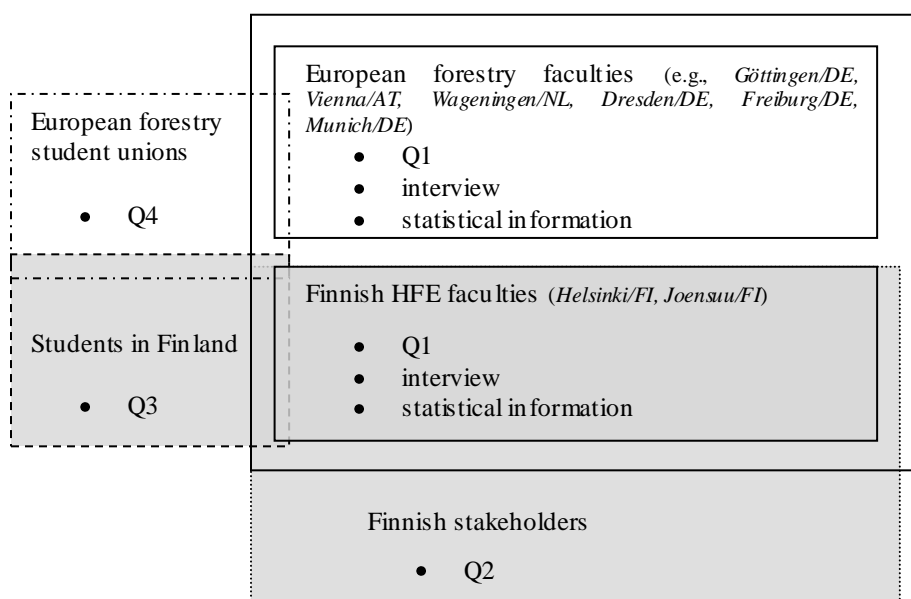 European forestry faculties (e.g., Göttingen/DE,
Vienna/AT, Wageningen/NL, Dresden/DE, Freiburg/DE,
Munich/DE)
• Q1
• interview
• statistical information
European forestry
student unions
• Q4
Finnish HFE faculties (Helsinki/FI, Joensuu/FI)
• Q1
• interview
• statistical information
Students in Finland
• Q3
Finnish stakeholders
• Q2